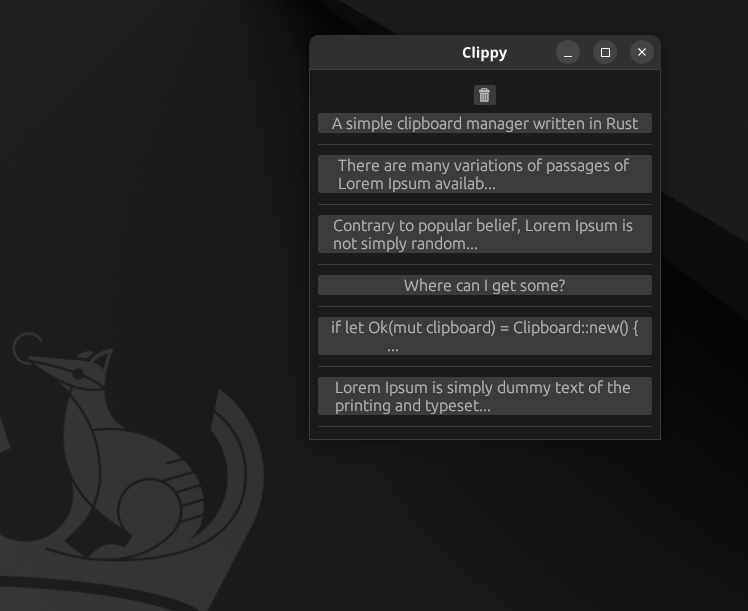 Clippy
A simple clipboard manager written in Rust
There are many variations of passages of
Lorem Ipsum availab...
Contrary to popular belief, Lorem Ipsum is
not simply random...
Where can I get some?
if let Ok(mut clipboard) = Clipboard::new() {
...
Lorem Ipsum is simply dummy text of the
printing and typeset...